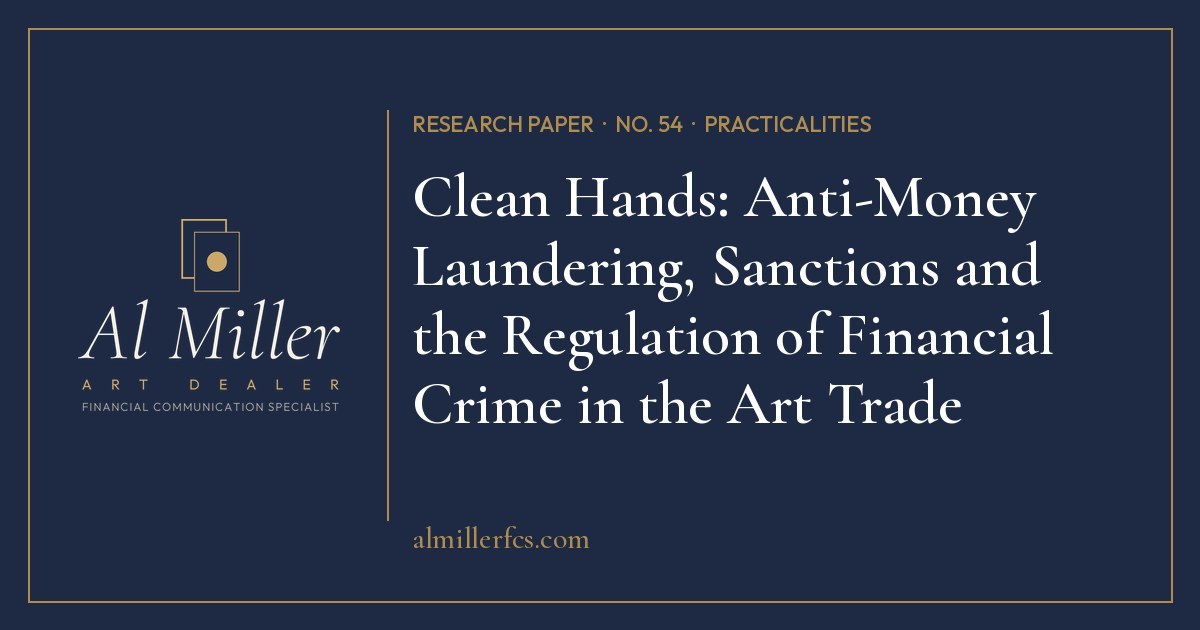 Al Miller
ART DEALER
FINANCIAL COMMUNICATION SPECIALIST
RESEARCH PAPER · NO. 54 · PRACTICALITIES
Clean Hands: Anti-Money
Laundering, Sanctions and
the Regulation of Financial
Crime in the Art Trade
almillerfcs.com